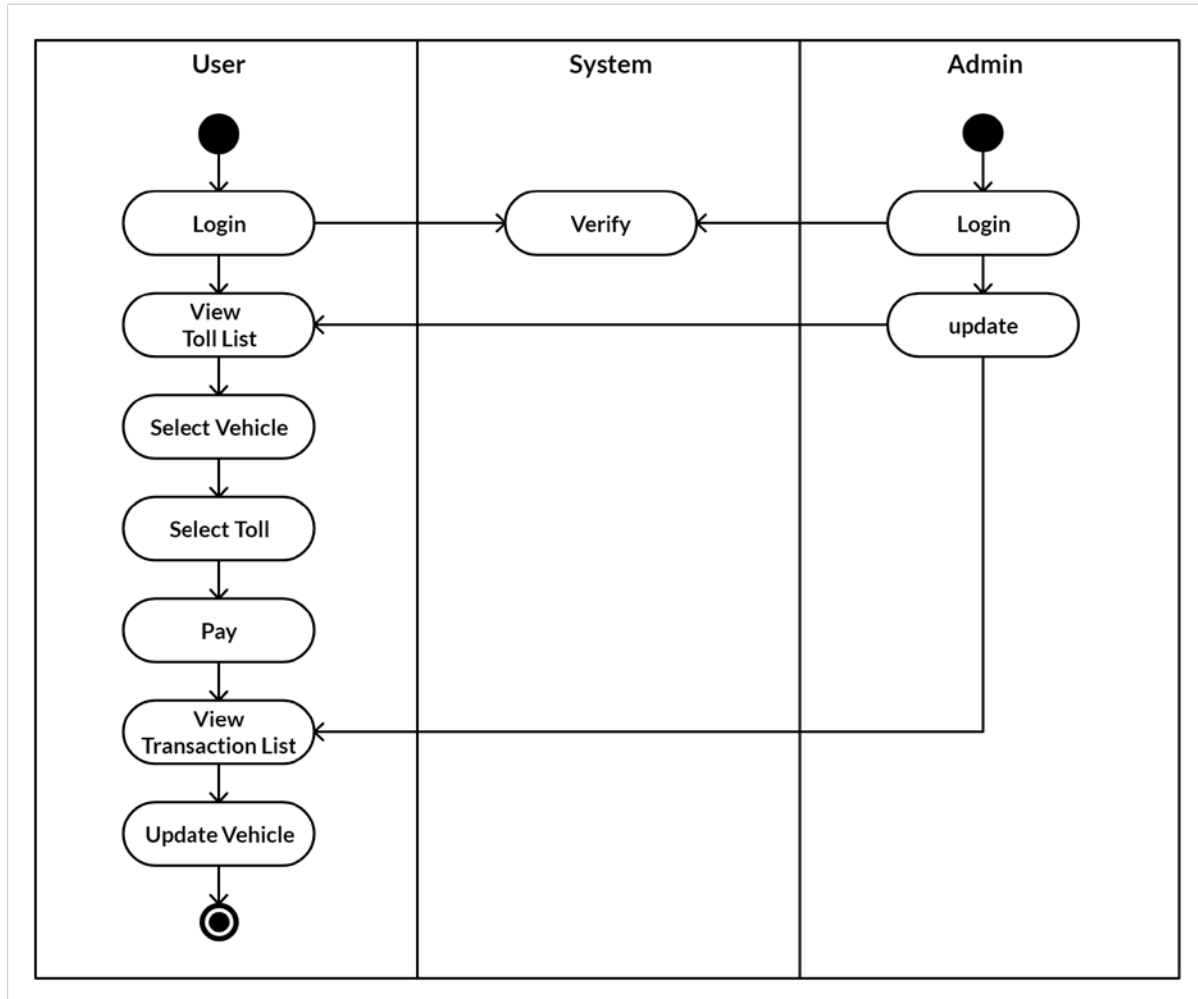 User
System
Admin
Login
Verify
Login
View
Toll List
update
Select Vehicle
Select Toll
Pay
View
Transaction List
Update Vehicle